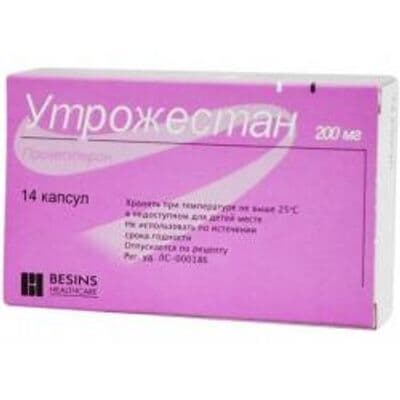 Утрожестан 200 мг
Прогестерон
14 капсул
Хранить при температуре не выше 25°С
в недоступном для детей месте
Не использовать по истечении
срока годности
Отпускается по рецепту
Рег. уд. ЛС-000186
BESINS
HEALTHCARE